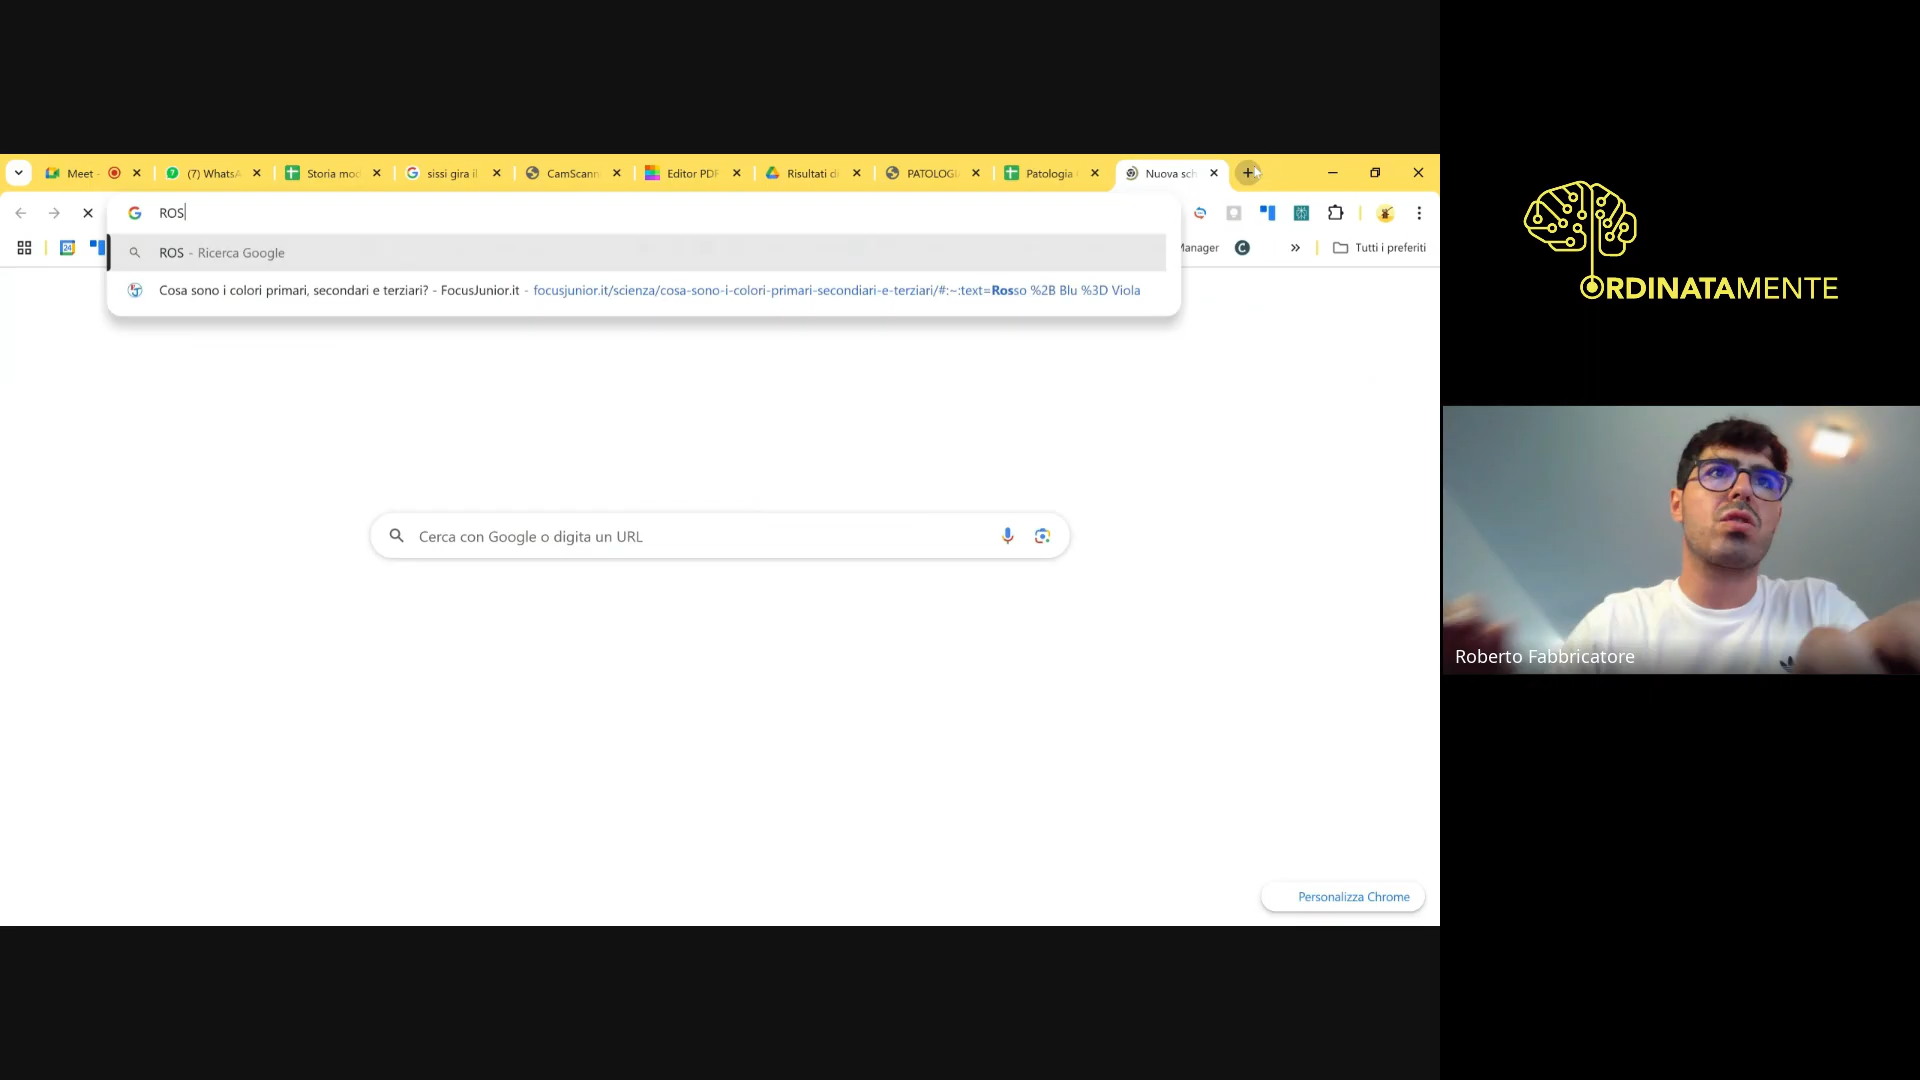 Meet -
(7) WhatsA
Storia mod
sissi gira il
CamScann
Editor PDF
Risultati di
PATOLOGI
Patologia
Nuova sch
ROS
24
Manager
C
Tutti i preferiti
ROS - Ricerca Google
Cosa sono i colori primari, secondari e terziari? - FocusJunior.it - focusjunior.it/scienza/cosa-sono-i-colori-primari-secondiari-e-terziari/#:~:text=Rosso %2B Blu %3D Viola
Cerca con Google o digita un URL
Personalizza Chrome
ORDINATAMENTE
Roberto Fabbricatore